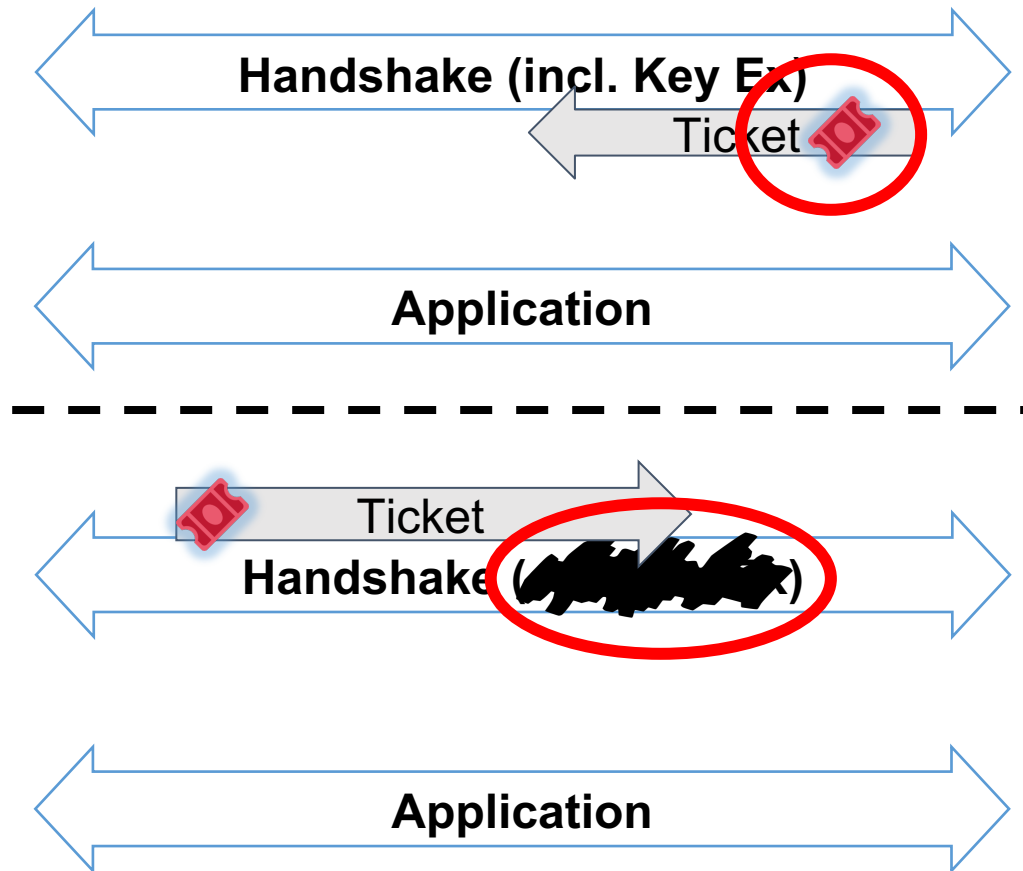 Handshake (incl. Key Ex)
Ticket
Application
Ticket
Handshake ( x)
Application